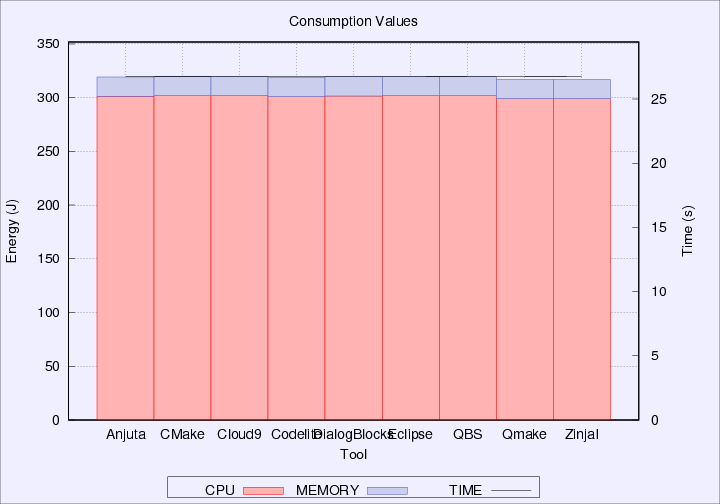 Consumption Values
350
300
250
200
150
100
50
0
Energy (J)
25
20
15
10
5
0
Time (s)
Anjuta CMake Cloud9 Codelite DialogBlocks Eclipse QBS Qmake ZinjaI
Tool
CPU MEMORY TIME